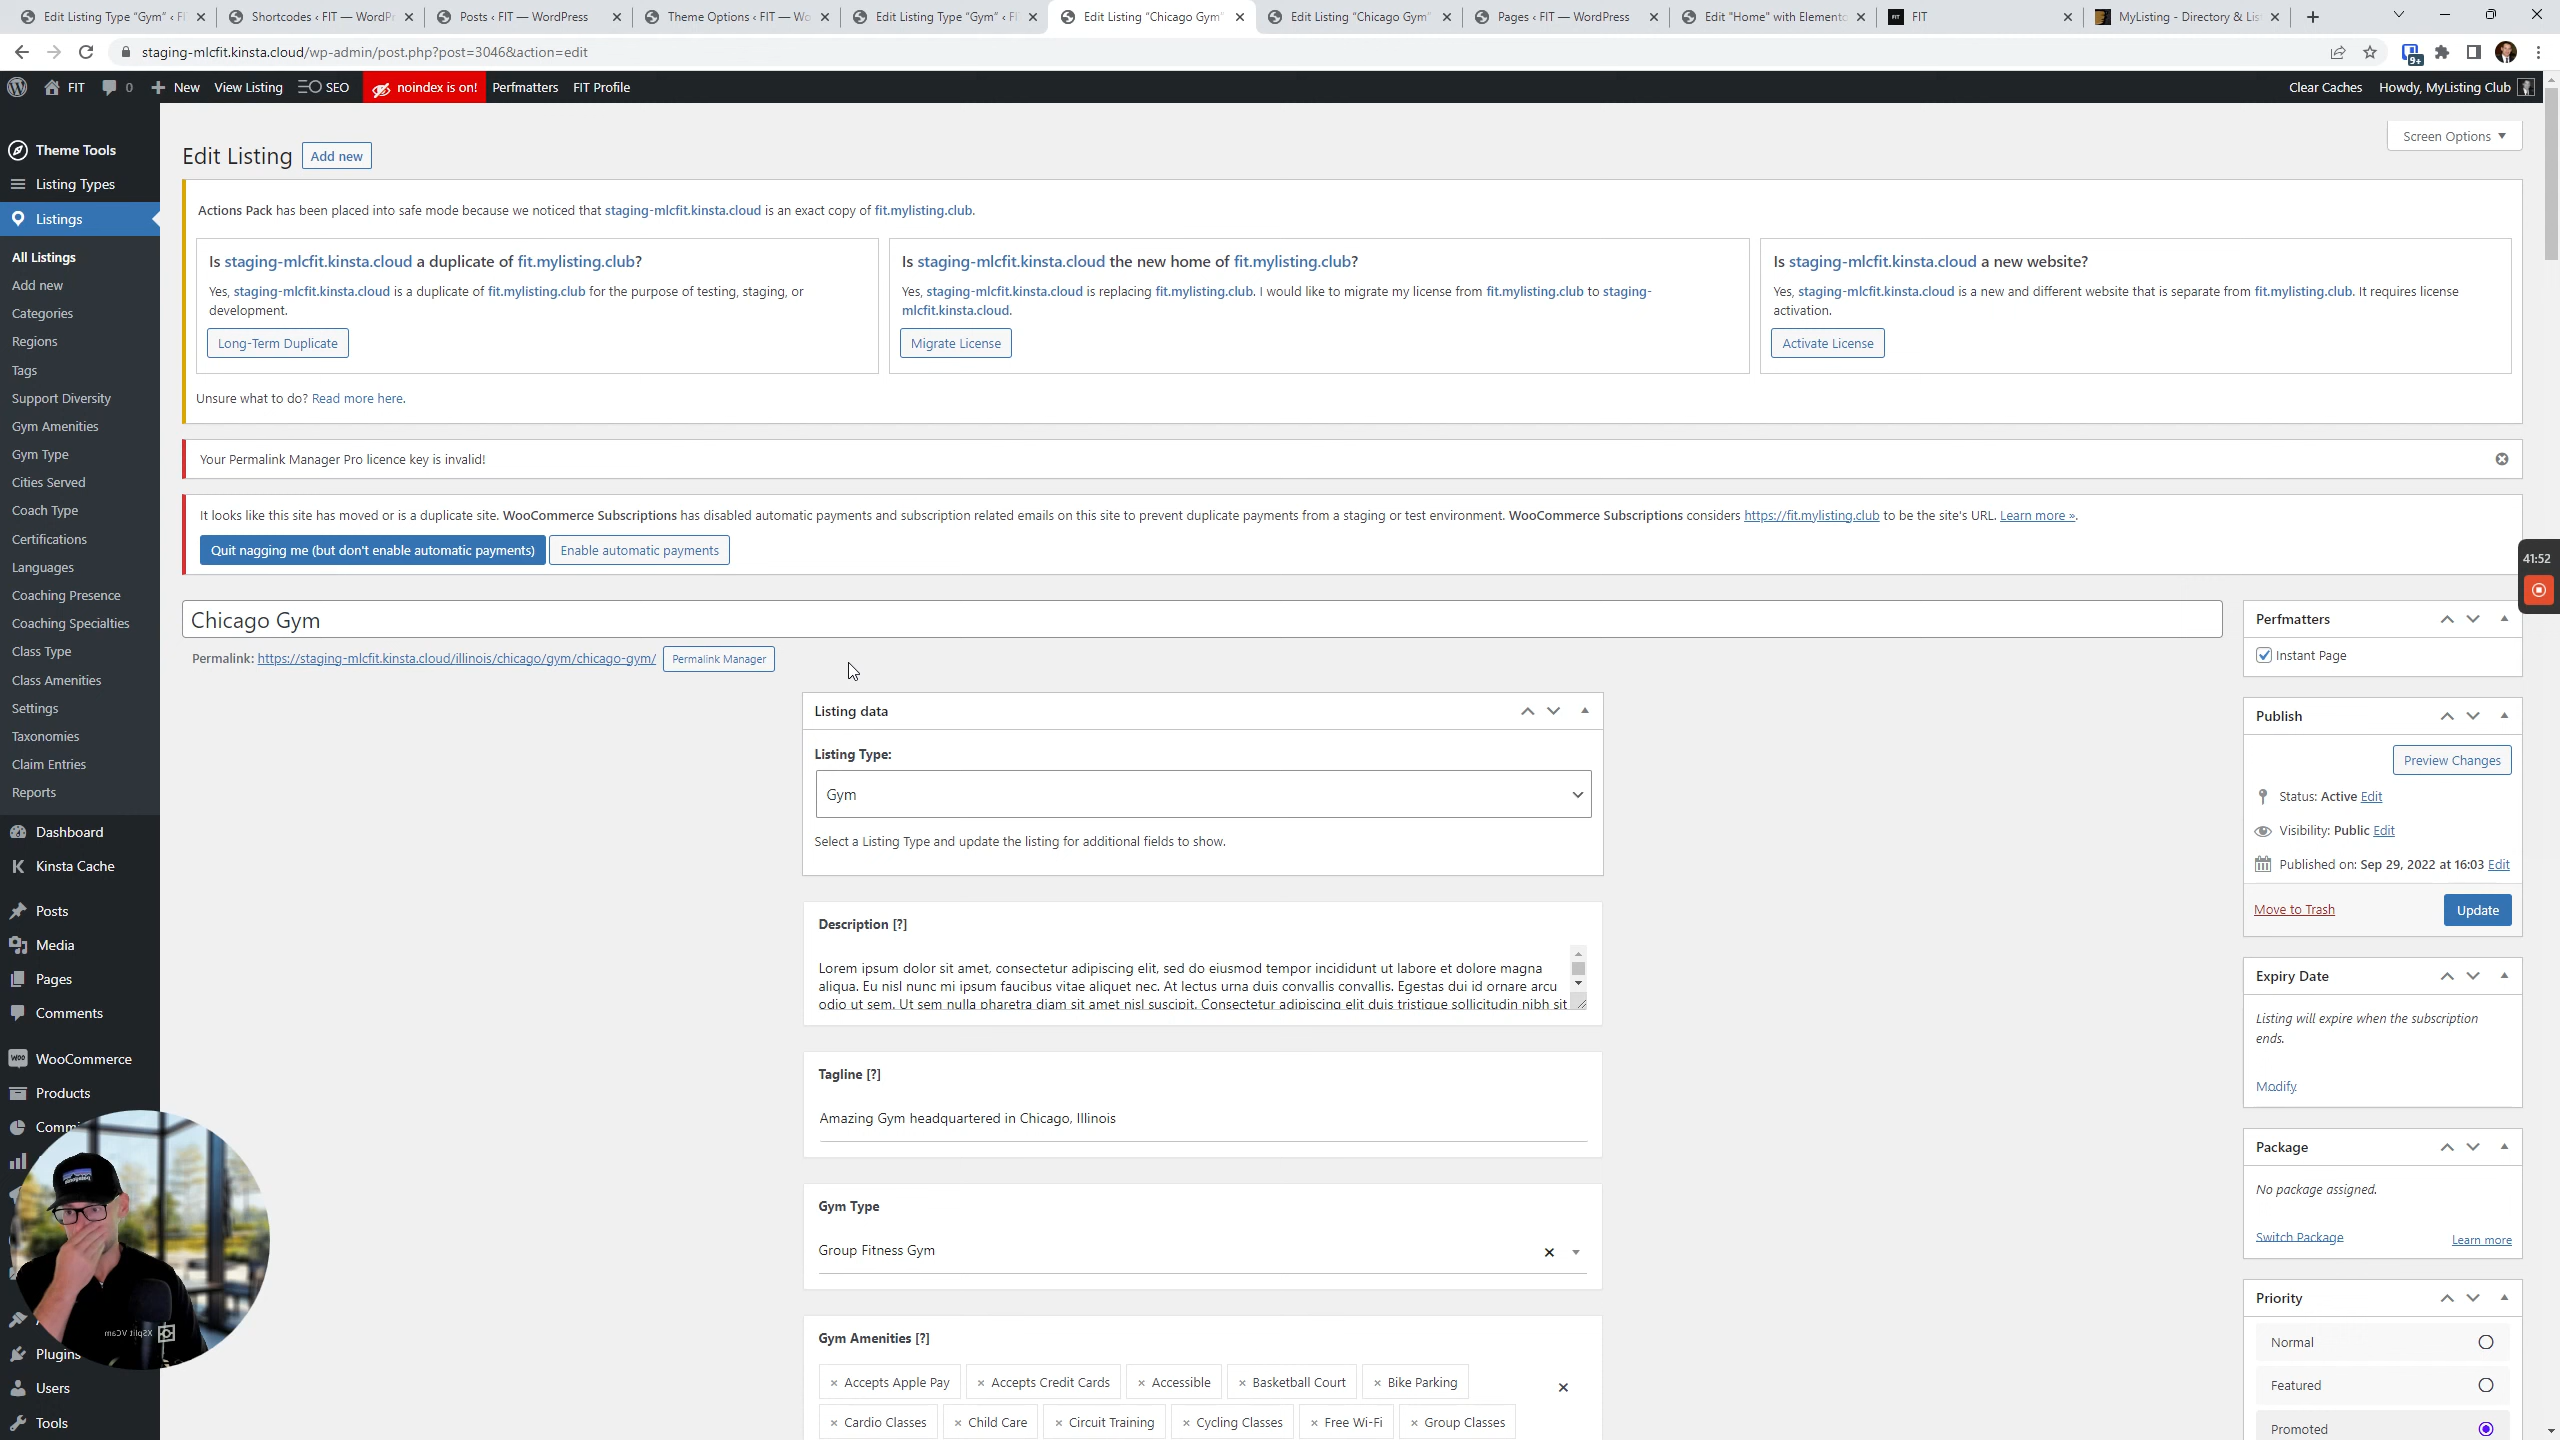 Edit Listing Type "Gym" ‹ FI
Shortcodes ‹ FIT — WordPr
Posts ‹ FIT — WordPress
Theme Options ‹ FIT — Wo
Edit Listing Type "Gym" ‹ FI
Edit Listing "Chicago Gym"
Edit Listing "Chicago Gym"
Pages ‹ FIT — WordPress
Edit "Home" with Elemento
FIT
MyListing - Directory & Lis
staging-mlcfit.kinsta.cloud/wp-admin/post.php?post=3046&action=edit
9+
FIT
0
New
View Listing
SEO
noindex is on!
Perfmatters
FIT Profile
Clear Caches
Howdy, MyListing Club
Theme Tools
Listing Types
Listings
All Listings
Add new
Categories
Regions
Tags
Support Diversity
Gym Amenities
Gym Type
Cities Served
Coach Type
Certifications
Languages
Coaching Presence
Coaching Specialties
Class Type
Class Amenities
Settings
Taxonomies
Claim Entries
Reports
Dashboard
Kinsta Cache
Posts
Media
Pages
Comments
WooCommerce
Products
Plugins
Users
Tools
Screen Options
Edit Listing
Add new
Actions Pack has been placed into safe mode because we noticed that staging-mlcfit.kinsta.cloud is an exact copy of fit.mylisting.club.
Is staging-mlcfit.kinsta.cloud a duplicate of fit.mylisting.club?
Yes, staging-mlcfit.kinsta.cloud is a duplicate of fit.mylisting.club for the purpose of testing, staging, or
development.
Long-Term Duplicate
Is staging-mlcfit.kinsta.cloud the new home of fit.mylisting.club?
Yes, staging-mlcfit.kinsta.cloud is replacing fit.mylisting.club. I would like to migrate my license from fit.mylisting.club to staging-
mlcfit.kinsta.cloud.
Migrate License
Is staging-mlcfit.kinsta.cloud a new website?
Yes, staging-mlcfit.kinsta.cloud is a new and different website that is separate from fit.mylisting.club. It requires license
activation.
Activate License
Unsure what to do? Read more here.
Your Permalink Manager Pro licence key is invalid!
It looks like this site has moved or is a duplicate site. WooCommerce Subscriptions has disabled automatic payments and subscription related emails on this site to prevent duplicate payments from a staging or test environment. WooCommerce Subscriptions considers https://fit.mylisting.club to be the site's URL. Learn more ».
Quit nagging me (but don't enable automatic payments)
Enable automatic payments
41:52
Chicago Gym
Permalink: https://staging-mlcfit.kinsta.cloud/illinois/chicago/gym/chicago-gym/
Permalink Manager
Listing data
Listing Type:
Gym
Select a Listing Type and update the listing for additional fields to show.
Description [?]
Lorem ipsum dolor sit amet, consectetur adipiscing elit, sed do eiusmod tempor incididunt ut labore et dolore magna
aliqua. Eu nisl nunc mi ipsum faucibus vitae aliquet nec. At lectus urna duis convallis convallis. Egestas dui id ornare arcu
odio ut sem. Ut sem nulla pharetra diam sit amet nisl suscipit. Consectetur adipiscing elit duis tristique sollicitudin nibh sit
Tagline [?]
Amazing Gym headquartered in Chicago, Illinois
Gym Type
Group Fitness Gym
Gym Amenities [?]
Accepts Apple Pay
Accepts Credit Cards
Accessible
Basketball Court
Bike Parking
Cardio Classes
Child Care
Circuit Training
Cycling Classes
Free Wi-Fi
Group Classes
Perfmatters
Instant Page
Publish
Preview Changes
Status: Active Edit
Visibility: Public Edit
Published on: Sep 29, 2022 at 16:03 Edit
Move to Trash
Update
Expiry Date
Listing will expire when the subscription
ends.
Modify
Package
No package assigned.
Switch Package
Learn more
Priority
Normal
Featured
Promoted
XSplit VCam